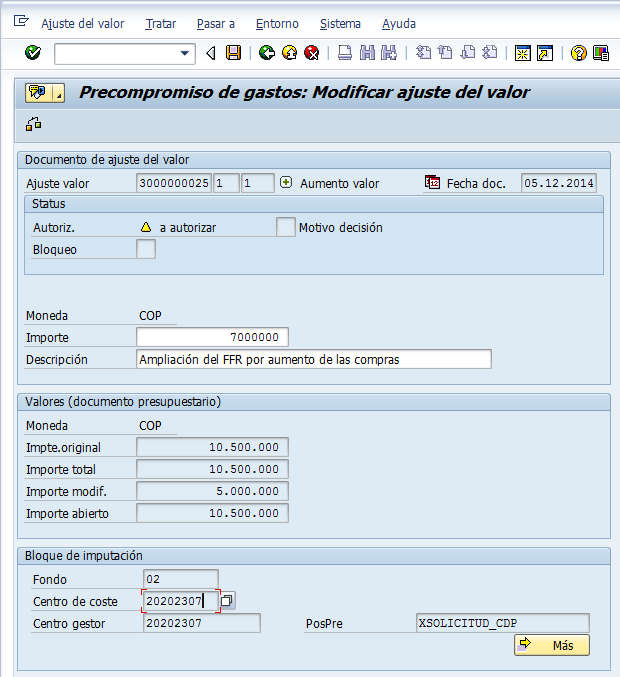 Ajuste del valor Tratar Pasar a Entorno Sistema Ayuda
Precompromiso de gastos: Modificar ajuste del valor
Documento de ajuste del valor
Ajuste valor 3000000025 1 1 Aumento valor Fecha doc. 05.12.2014
Status
Autoriz. a autorizar Motivo decisión
Bloqueo
Moneda COP
Importe 7000000
Descripción Ampliación del FFR por aumento de las compras
Valores (documento presupuestario)
Moneda COP
Impte.original 10.500.000
Importe total 10.500.000
Importe modif. 5.000.000
Importe abierto 10.500.000
Bloque de imputación
Fondo 02
Centro de coste 20202307
Centro gestor 20202307 PosPre XSOLICITUD_CDP
Más